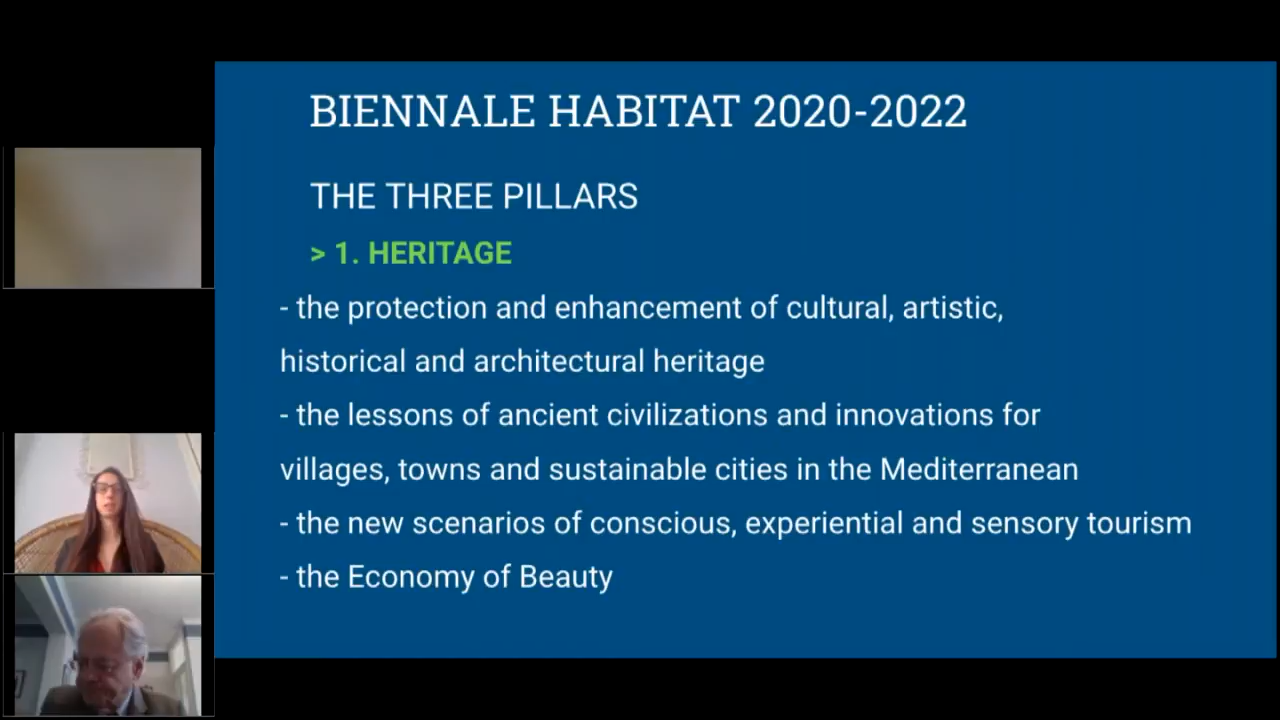 BIENNALE HABITAT 2020-2022
THE THREE PILLARS
> 1. HERITAGE
- the protection and enhancement of cultural, artistic,
historical and architectural heritage
- the lessons of ancient civilizations and innovations for
villages, towns and sustainable cities in the Mediterranean
- the new scenarios of conscious, experiential and sensory tourism
- the Economy of Beauty